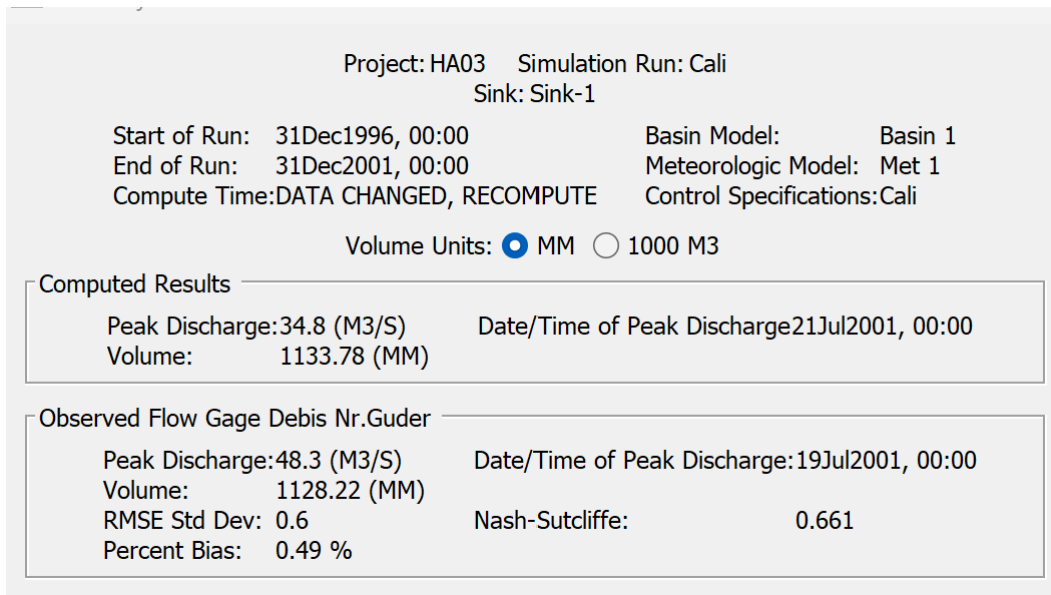 Project: HA03 Simulation Run: Cali
Sink: Sink-1
Start of Run: 31Dec1996, 00:00 Basin Model: Basin 1
End of Run: 31Dec2001, 00:00 Meteorologic Model: Met 1
Compute Time:DATA CHANGED, RECOMPUTE Control Specifications:Cali
Volume Units: MM 1000 M3
Computed Results
Peak Discharge:34.8 (M3/S) Date/Time of Peak Discharge21Jul2001, 00:00
Volume: 1133.78 (MM)
Observed Flow Gage Debis Nr.Guder
Peak Discharge:48.3 (M3/S) Date/Time of Peak Discharge:19Jul2001, 00:00
Volume: 1128.22 (MM)
RMSE Std Dev: 0.6 Nash-Sutcliffe: 0.661
Percent Bias: 0.49 %